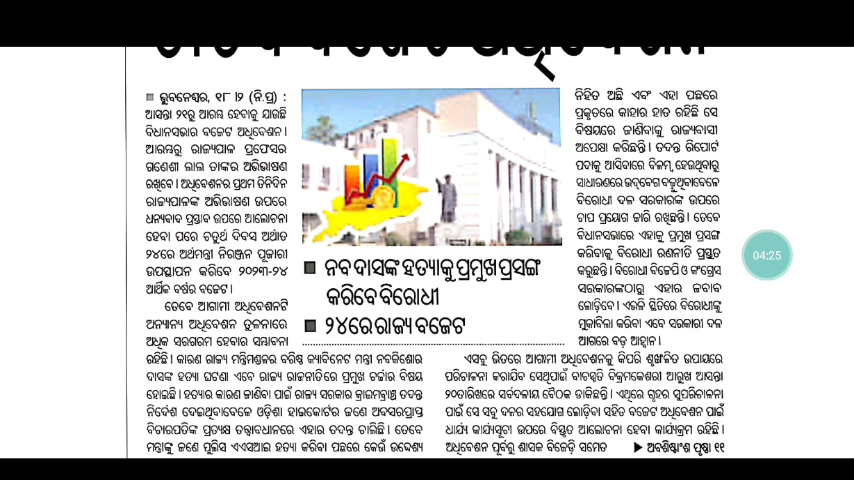 ■ ଭୁବନେଶ୍ୱର, ୧୮ ।୨ (ନି.ପ୍ର) :
ଆସନ୍ତା ୨୧ରୁ ଆରମ୍ଭ ହେବାକୁ ଯାଉଛି
ବିଧାନସଭାର ବଜେଟ ଅଧିବେଶନ ।
ଆରମ୍ଭରୁ ରାଜ୍ୟପାଳ ପ୍ରଫେସର
ଗଣେଶୀ ଲାଲ ତାଙ୍କର ଅଭିଭାଷଣ
ରଖିବେ । ଅଧିବେଶନର ପ୍ରଥମ ତିନିଦିନ
ରାଜ୍ୟପାଳଙ୍କ ଅଭିଭାଷଣ ଉପରେ
ଧନ୍ୟବାଦ ପ୍ରସ୍ତାବ ଉପରେ ଆଲୋଚନା
ହେବା ପରେ ଚତୁର୍ଥ ଦିବସ ଅର୍ଥାତ
୨୪ରେ ଅର୍ଥମନ୍ତ୍ରୀ ନିରଞ୍ଜନ ପୂଜାରୀ
ଉପସ୍ଥାପନ କରିବେ ୨୦୨୩-୨୪
ଆର୍ଥିକ ବର୍ଷର ବଜେଟ ।
ତେବେ ଆଗାମୀ ଅଧିବେଶନଟି
ଅନ୍ୟାନ୍ୟ ଅଧିବେଶନ ତୁଳନାରେ
ଅଧିକ ସରଗରମ ହେବାର ସମ୍ଭାବନା
ରହିଛି । କାରଣ ରାଜ୍ୟ ମନ୍ତ୍ରିମଣ୍ଡଳର ବରିଷ୍ଠ କ୍ୟାବିନେଟ ମନ୍ତ୍ରୀ ନବକିଶୋର
ଦାସଙ୍କ ହତ୍ୟା ଘଟଣା ଏବେ ରାଜ୍ୟ ରାଜନୀତିରେ ପ୍ରମୁଖ ଚର୍ଚ୍ଚାର ବିଷୟ
ହୋଇଛି । ହତ୍ୟାର କାରଣ ଜାଣିବା ପାଇଁ ରାଜ୍ୟ ସରକାର କ୍ରାଇମବ୍ରାଞ୍ଚ ତଦନ୍ତ
ନିର୍ଦ୍ଦେଶ ଦେଇଥିବାବେଳେ ଓଡ଼ିଶା ହାଇକୋର୍ଟର ଜଣେ ଅବସରପ୍ରାପ୍ତ
ବିଚାରପତିଙ୍କ ପ୍ରତ୍ୟକ୍ଷ ତତ୍ତ୍ୱାବଧାନରେ ଏହାର ତଦନ୍ତ ଚାଲିଛି । ତେବେ
ମନ୍ତ୍ରୀଙ୍କୁ ଜଣେ ପୁଲିସ ଏଏସଆଇ ହତ୍ୟା କରିବା ପଛରେ କେଉଁ ଉଦ୍ଦେଶ୍ୟ
■ ନବ ଦାସଙ୍କ ହତ୍ୟାକୁ ପ୍ରମୁଖ ପ୍ରସଙ୍ଗ
କରିବେ ବିରୋଧୀ
■ ୨୪ରେ ରାଜ୍ୟ ବଜେଟ
ନିହିତ ଅଛି ଏବଂ ଏହା ପଛରେ
ପ୍ରକୃତରେ କାହାର ହାତ ରହିଛି ସେ
ବିଷୟରେ ଜାଣିବାକୁ ରାଜ୍ୟବାସୀ
ଅପେକ୍ଷା କରିଛନ୍ତି । ତଦନ୍ତ ରିପୋର୍ଟ
ପଦାକୁ ଆସିବାରେ ବିଳମ୍ବ ହେଉଥିବାରୁ
ସାଧାରଣରେ ଉଦ୍‌ବେଗ ବଢୁଥିବାବେଳେ
ବିରୋଧୀ ଦଳ ସରକାରଙ୍କ ଉପରେ
ଚାପ ପ୍ରୟୋଗ ଜାରି ରଖିଛନ୍ତି । ତେବେ
ବିଧାନସଭାରେ ଏହାକୁ ପ୍ରମୁଖ ପ୍ରସଙ୍ଗ
କରିବାକୁ ବିରୋଧୀ ରଣନୀତି ପ୍ରସ୍ତୁତ
କରୁଛନ୍ତି । ବିରୋଧୀ ବିଜେପି ଓ କଂଗ୍ରେସ
ସରକାରଙ୍କଠାରୁ ଏହାର ଜବାବ
ଲୋଡ଼ିବେ । ଏଭଳି ସ୍ଥିତିରେ ବିରୋଧୀଙ୍କୁ
ମୁକାବିଲା କରିବା ଏବେ ସରକାରୀ ଦଳ
ଆଗରେ ବଡ଼ ଆହ୍ୱାନ ।
ଏସବୁ ଭିତରେ ଆଗାମୀ ଅଧିବେଶନକୁ କିପରି ଶୃଙ୍ଖଳିତ ଉପାୟରେ
ପରିଚାଳନା କରାଯିବ ସେଥିପାଇଁ ବାଚସ୍ପତି ବିକ୍ରମକେଶରୀ ଆରୁଖ ଆସନ୍ତା
୨୦ତାରିଖରେ ସର୍ବଦଳୀୟ ବୈଠକ ଡାକିଛନ୍ତି । ଏଥିରେ ଗୃହର ସୁପରିଚାଳନା
ପାଇଁ ସେ ସବୁ ଦଳର ସହଯୋଗ ଲୋଡ଼ିବା ସହିତ ବଜେଟ ଅଧିବେଶନ ପାଇଁ
ଧାର୍ଯ୍ୟ କାର୍ଯ୍ୟସୂଚୀ ଉପରେ ବିସ୍ତୃତ ଆଲୋଚନା ହେବା କାର୍ଯ୍ୟକ୍ରମ ରହିଛି ।
ଅଧିବେଶନ ପୂର୍ବରୁ ଶାସକ ବିଜେଡ଼ି ସମେତ ▶ ଅବଶିଷ୍ଟାଂଶ ପୃଷ୍ଠା ୧୧
04:25